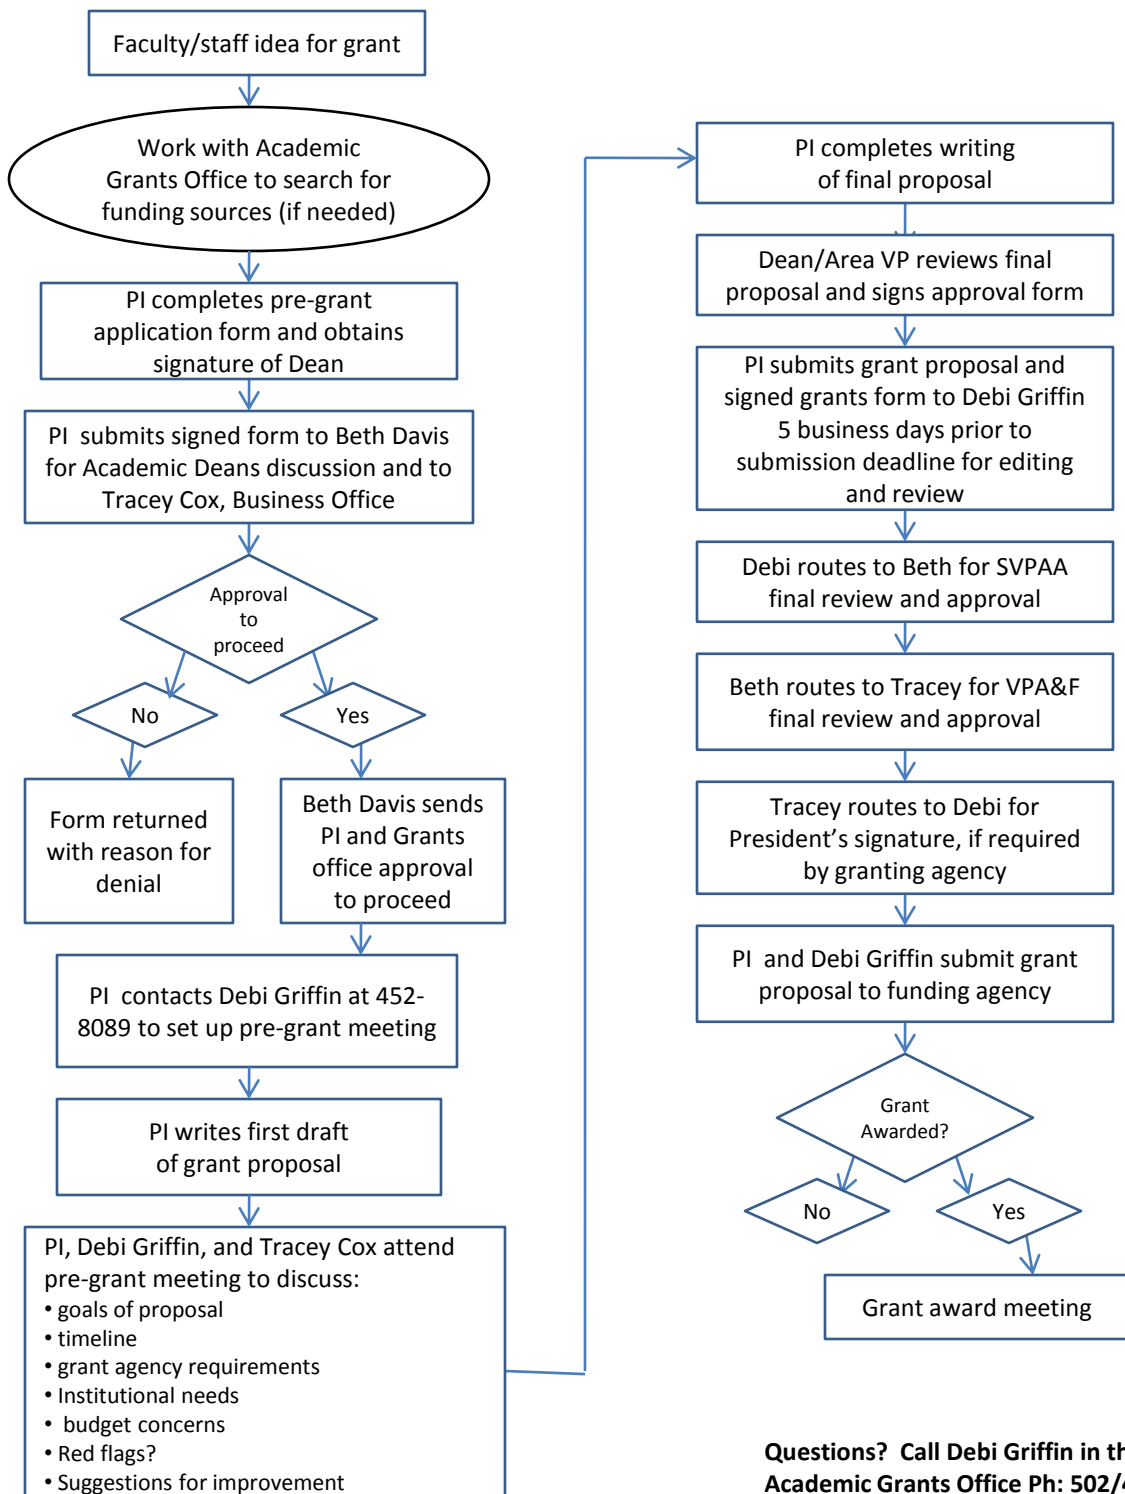 Faculty/staff idea for grant
Work with Academic
Grants Office to search for
funding sources (if needed)
PI completes pre-grant
application form and obtains
signature of Dean
PI  submits signed form to Beth Davis
for Academic Deans discussion and to
Tracey Cox, Business Office
Approval
to
proceed
No
Yes
Form returned
with reason for
denial
Beth Davis sends
PI and Grants
office approval
to proceed
PI  contacts Debi Griffin at 452-
8089 to set up pre-grant meeting
PI writes first draft
of grant proposal
PI, Debi Griffin, and Tracey Cox attend
pre-grant meeting to discuss:
• goals of proposal
• timeline
• grant agency requirements
• Institutional needs
•  budget concerns
• Red flags?
• Suggestions for improvement
PI completes writing
of final proposal
Dean/Area VP reviews final
proposal and signs approval form
PI submits grant proposal and
signed grants form to Debi Griffin
5 business days prior to
submission deadline for editing
and review
Debi routes to Beth for SVPAA
final review and approval
Beth routes to Tracey for VPA&F
final review and approval
Tracey routes to Debi for
President’s signature, if required
by granting agency
PI  and Debi Griffin submit grant
proposal to funding agency
Grant
Awarded?
No
Yes
Grant award meeting
Questions?  Call Debi Griffin in th
Academic Grants Office Ph: 502/4